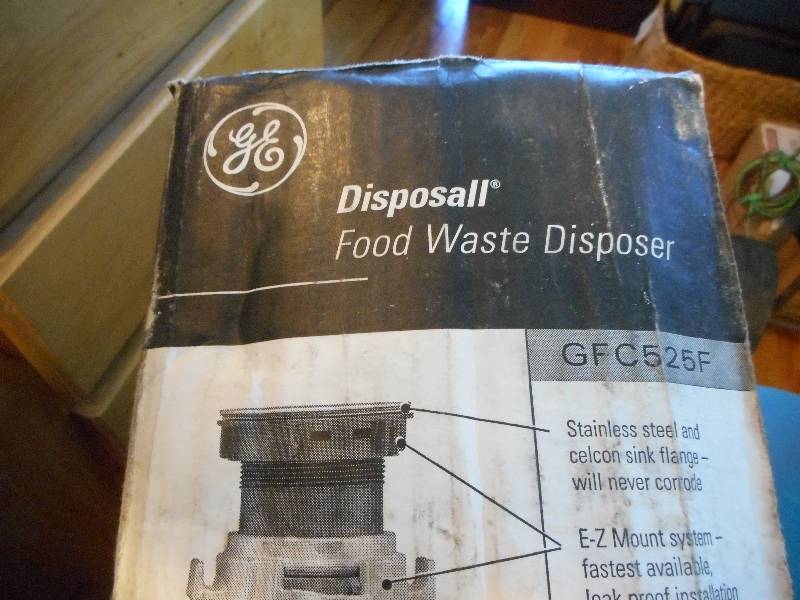 GE
Disposall®
Food Waste Disposer
GFC525F
Stainless steel and
celcon sink flange –
will never corrode
E-Z Mount system –
fastest available,
leak proof installation